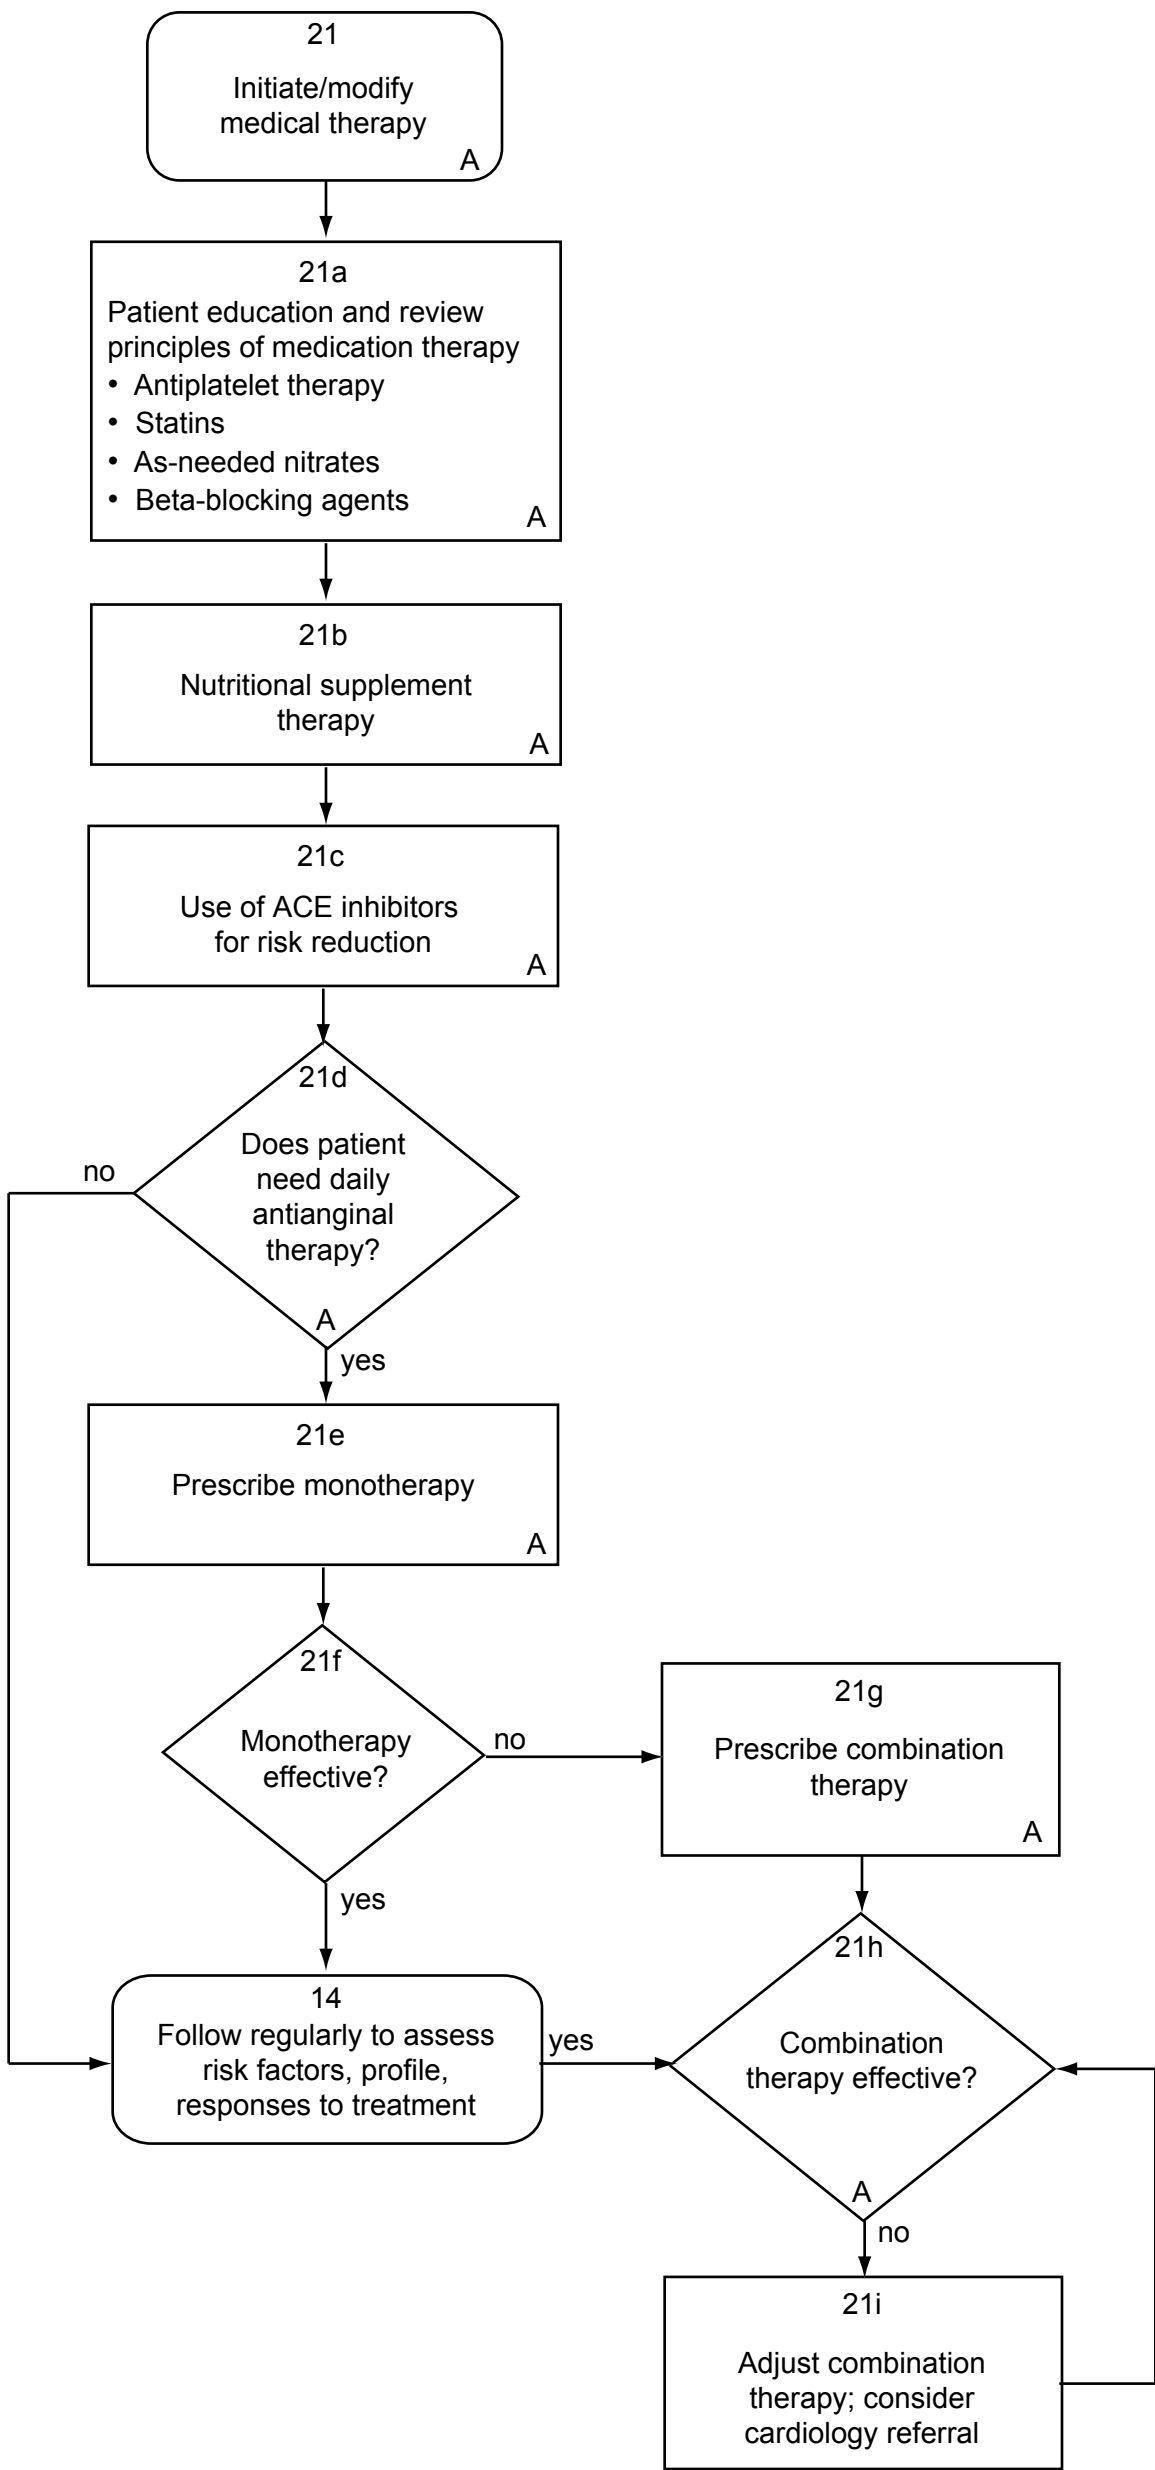 21
Initiate/modify
medical therapy
A
21a
Patient education and review
principles of medication therapy
• Antiplatelet therapy
• Statins
• As-needed nitrates
• Beta-blocking agents
A
21b
Nutritional supplement
therapy
A
21c
Use of ACE inhibitors
for risk reduction
A
21d
Does patient
need daily
antianginal
therapy?
A
no
yes
21e
Prescribe monotherapy
A
21f
Monotherapy
effective?
no
yes
21g
Prescribe combination
therapy
A
14
Follow regularly to assess
risk factors, profile,
responses to treatment
yes
21h
Combination
therapy effective?
A
no
21i
Adjust combination
therapy; consider
cardiology referral